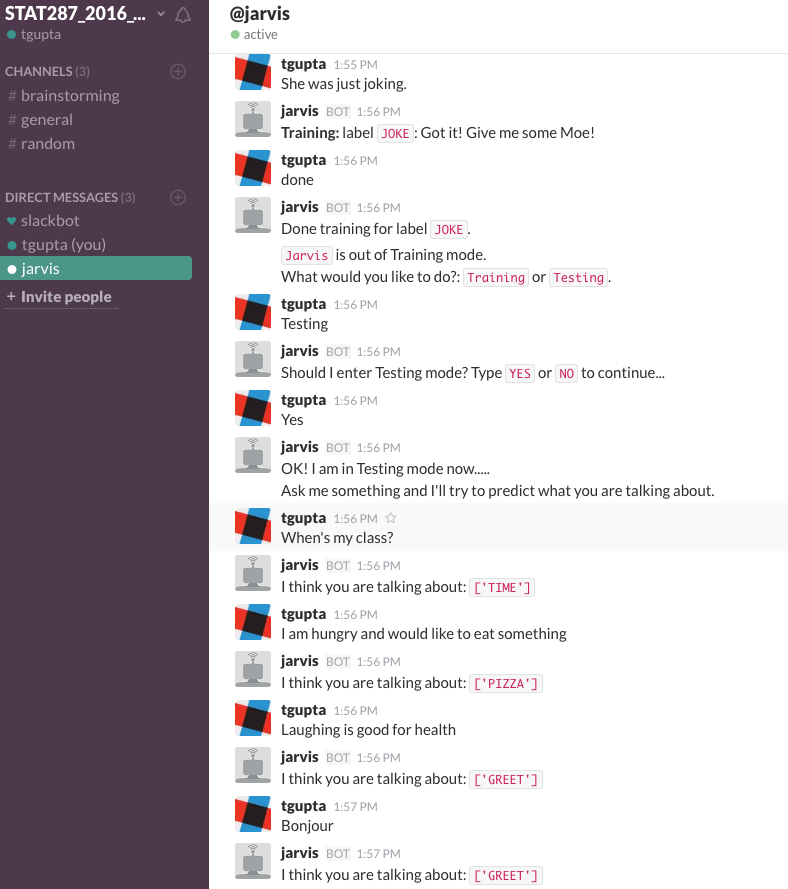 STAT287_2016_...
tgupta
CHANNELS (3)
# brainstorming
# general
# random
DIRECT MESSAGES (3)
slackbot
tgupta (you)
jarvis
+ Invite people
@jarvis
active
tgupta 1:55 PM
She was just joking.
jarvis BOT 1:56 PM
Training: label JOKE: Got it! Give me some Moe!
tgupta 1:56 PM
done
jarvis BOT 1:56 PM
Done training for label JOKE.
Jarvis is out of Training mode.
What would you like to do?: Training or Testing.
tgupta 1:56 PM
Testing
jarvis BOT 1:56 PM
Should I enter Testing mode? Type YES or NO to continue...
tgupta 1:56 PM
Yes
jarvis BOT 1:56 PM
OK! I am in Testing mode now.....
Ask me something and I'll try to predict what you are talking about.
tgupta 1:56 PM
When's my class?
jarvis BOT 1:56 PM
I think you are talking about: ['TIME']
tgupta 1:56 PM
I am hungry and would like to eat something
jarvis BOT 1:56 PM
I think you are talking about: ['PIZZA']
tgupta 1:56 PM
Laughing is good for health
jarvis BOT 1:56 PM
I think you are talking about: ['GREET']
tgupta 1:57 PM
Bonjour
jarvis BOT 1:57 PM
I think you are talking about: ['GREET']